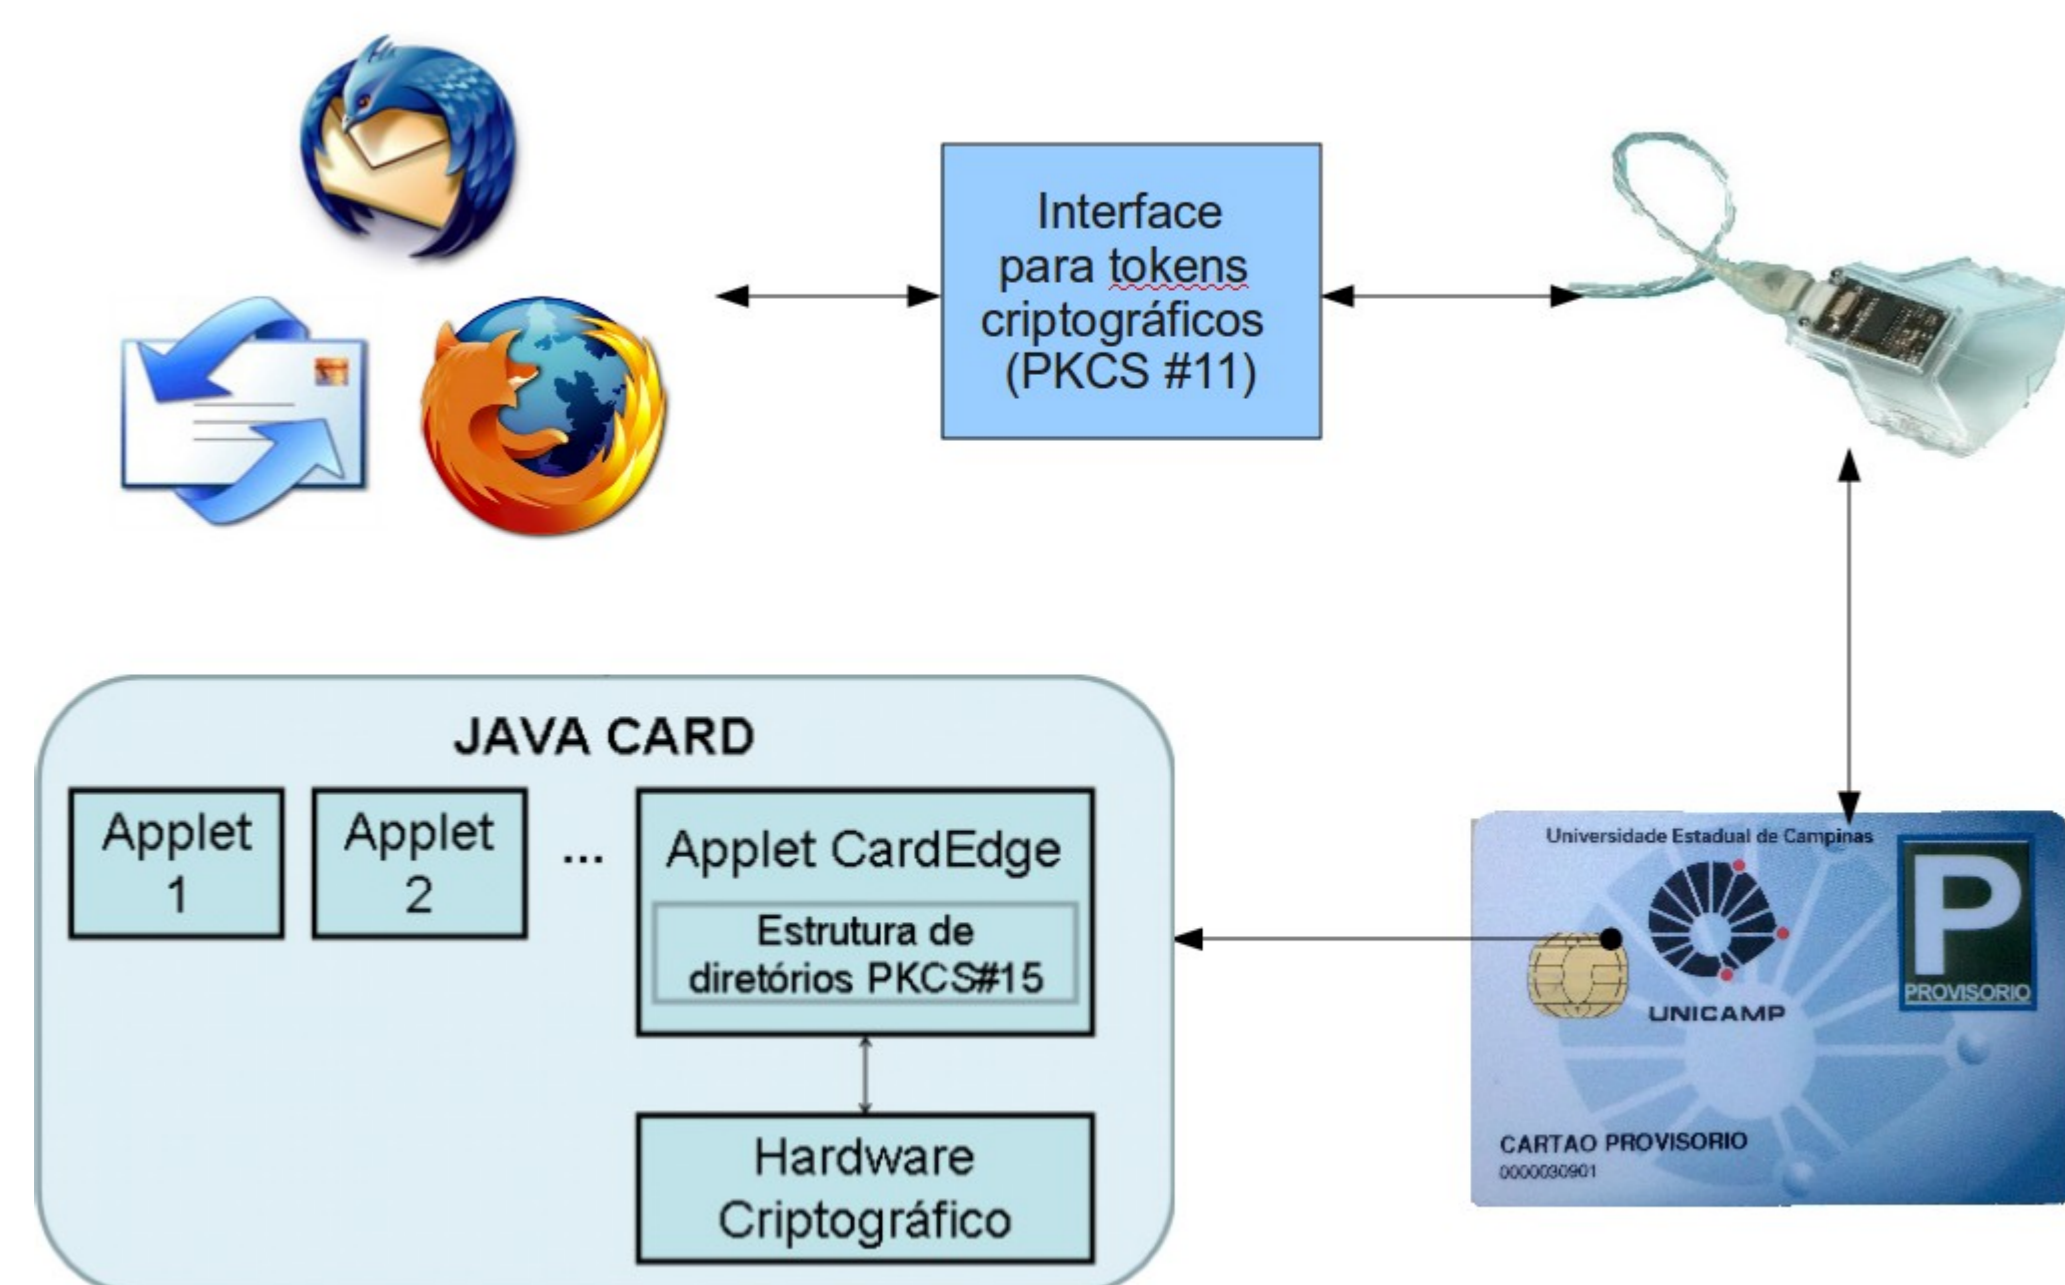 Interface
para tokens
criptográficos
(PKCS #11)
JAVA CARD
Applet
1
Applet
2
...
Applet CardEdge
Estrutura de
diretórios PKCS#15
Hardware
Criptográfico
Universidade Estadual de Campinas
P
PROVISORIO
UNICAMP
CARTAO PROVISORIO
0000030901